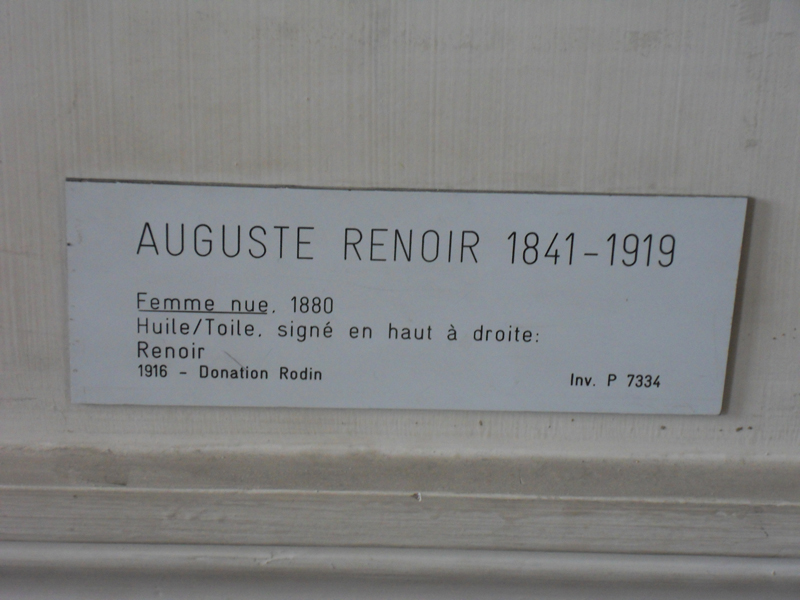 AUGUSTE RENOIR 1841-1919
Femme nue. 1880
Huile/Toile. signé en haut à droite:
Renoir
1916 - Donation Rodin
Inv. P 7334